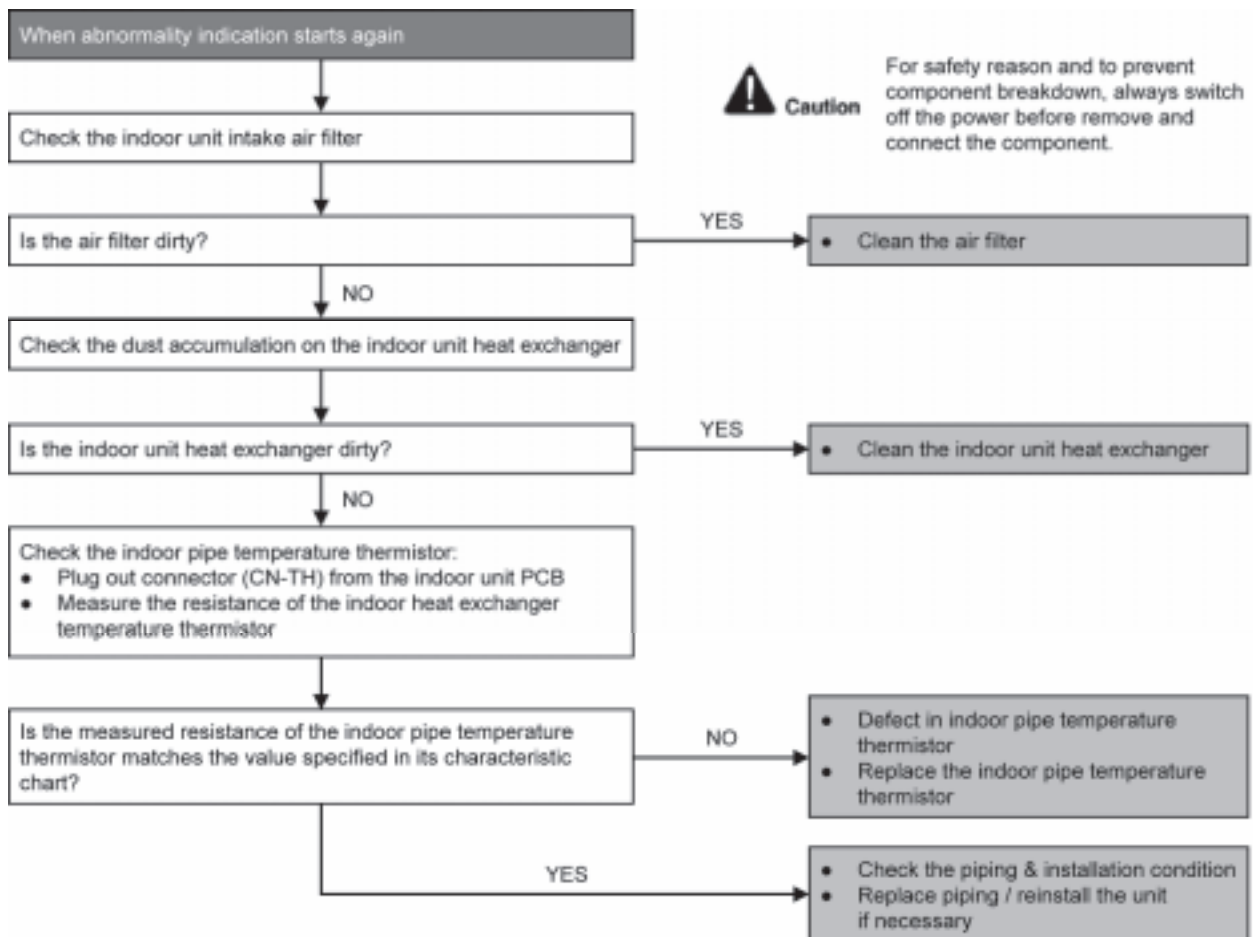 When abnormality indication starts again
For safety reason and to prevent
component breakdown, always switch
off the power before remove and
connect the component.
Caution
Check the indoor unit intake air filter
Is the air filter dirty?
YES
• Clean the air filter
NO
Check the dust accumulation on the indoor unit heat exchanger
Is the indoor unit heat exchanger dirty?
YES
• Clean the indoor unit heat exchanger
NO
Check the indoor pipe temperature thermistor:
• Plug out connector (CN-TH) from the indoor unit PCB
• Measure the resistance of the indoor heat exchanger
temperature thermistor
Is the measured resistance of the indoor pipe temperature
thermistor matches the value specified in its characteristic
chart?
NO
• Defect in indoor pipe temperature
thermistor
• Replace the indoor pipe temperature
thermistor
YES
• Check the piping & installation condition
• Replace piping / reinstall the unit
if necessary